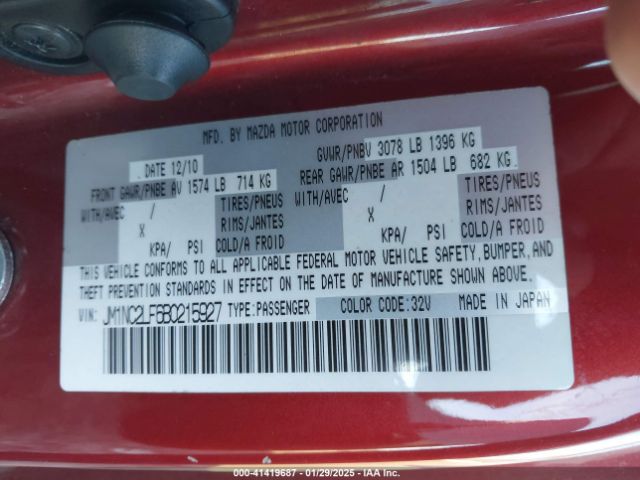 MFD. BY MAZDA MOTOR CORPORATION
DATE 12/10 GVWR/PNBV 3078 LB 1396 KG
FRONT GAWR/PNBE AV 1574 LB 714 KG REAR GAWR/PNBE AR 1504 LB 682 KG
WITH/AVEC / TIRES/PNEUS WITH/AVEC / TIRES/PNEUS
X RIMS/JANTES X RIMS/JANTES
KPA/ PSI COLD/A FROID KPA/ PSI COLD/A FROID
THIS VEHICLE CONFORMS TO ALL APPLICABLE FEDERAL MOTOR VEHICLE SAFETY, BUMPER, AND
THEFT PREVENTION STANDARDS IN EFFECT ON THE DATE OF MANUFACTURE SHOWN ABOVE.
VIN: JM1NC2LF6B0215927 TYPE:PASSENGER COLOR CODE:32V MADE IN JAPAN
000-41419687 - 01/29/2025 - IAA Inc.